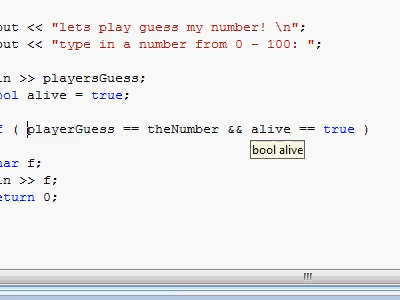 out << "lets play guess my number! \n";
out << "type in a number from 0 - 100: ";
in >> playersGuess;
ool alive = true;
f ( playerGuess == theNumber && alive == true )
bool alive
har f;
in >> f;
eturn 0;